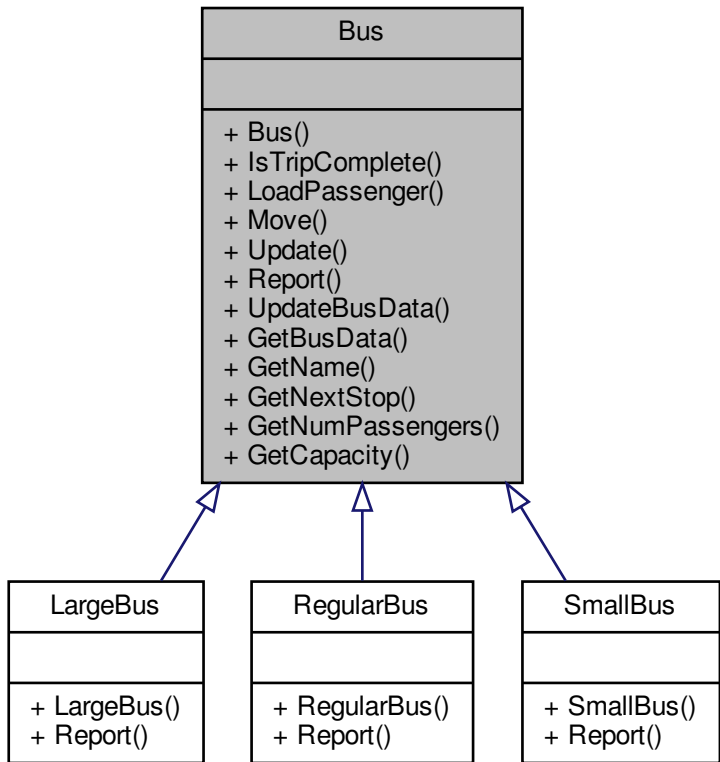 Bus
+ Bus()
+ IsTripComplete()
+ LoadPassenger()
+ Move()
+ Update()
+ Report()
+ UpdateBusData()
+ GetBusData()
+ GetName()
+ GetNextStop()
+ GetNumPassengers()
+ GetCapacity()
LargeBus
+ LargeBus()
+ Report()
RegularBus
+ RegularBus()
+ Report()
SmallBus
+ SmallBus()
+ Report()